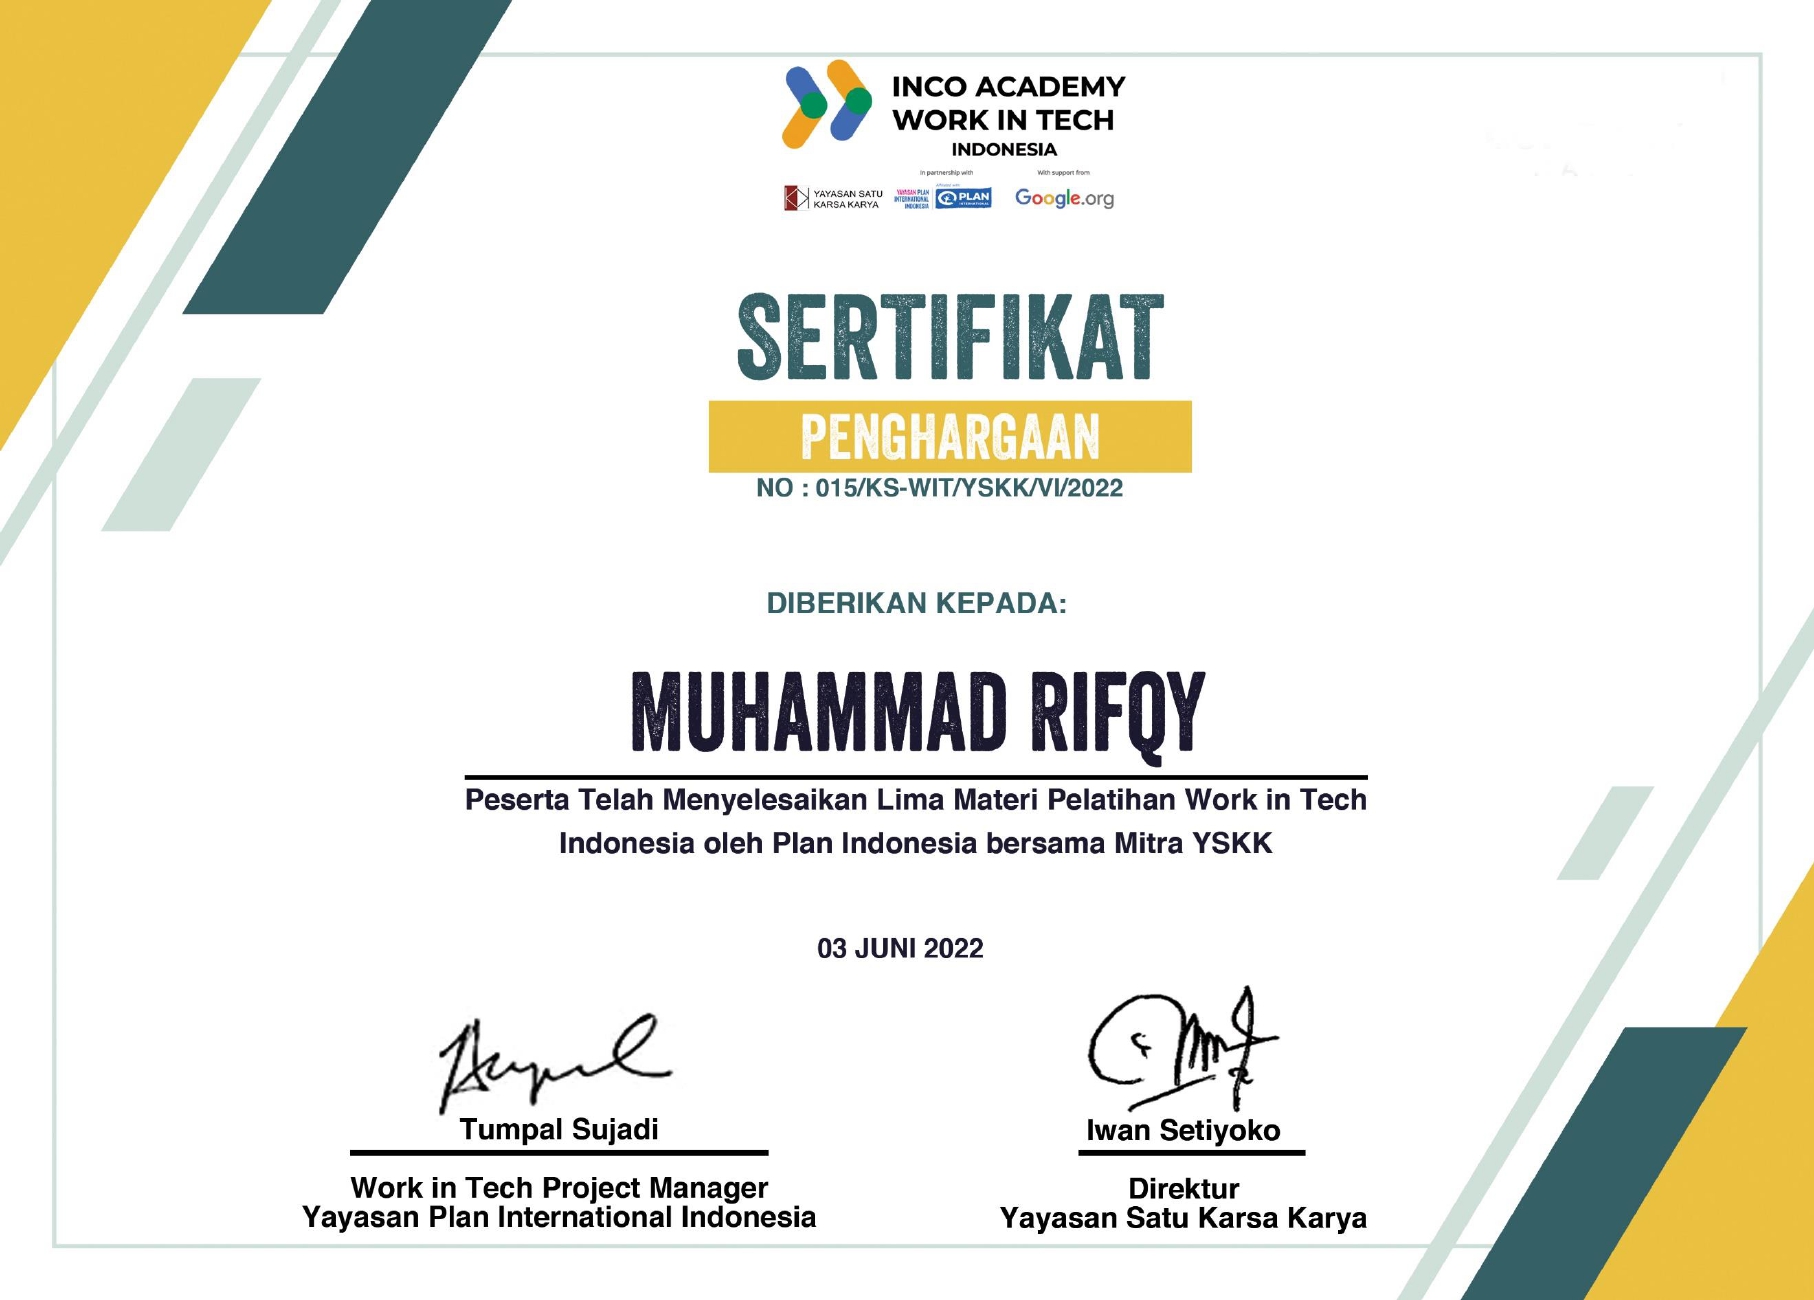 INCO ACADEMY
WORK IN TECH
INDONESIA
In partnership with
With support from
YAYASAN SATU
KARSA KARYA
YAYASAN PLAN
INTERNATIONAL
INDONESIA
PLAN
INTERNATIONAL
Google.org
SERTIFIKAT
PENGHARGAAN
NO : 015/KS-WIT/YSKK/VI/2022
DIBERIKAN KEPADA:
MUHAMMAD RIFQY
Peserta Telah Menyelesaikan Lima Materi Pelatihan Work in Tech
Indonesia oleh Plan Indonesia bersama Mitra YSKK
03 JUNI 2022
Tumpal Sujadi
Work in Tech Project Manager
Yayasan Plan International Indonesia
Iwan Setiyoko
Direktur
Yayasan Satu Karsa Karya